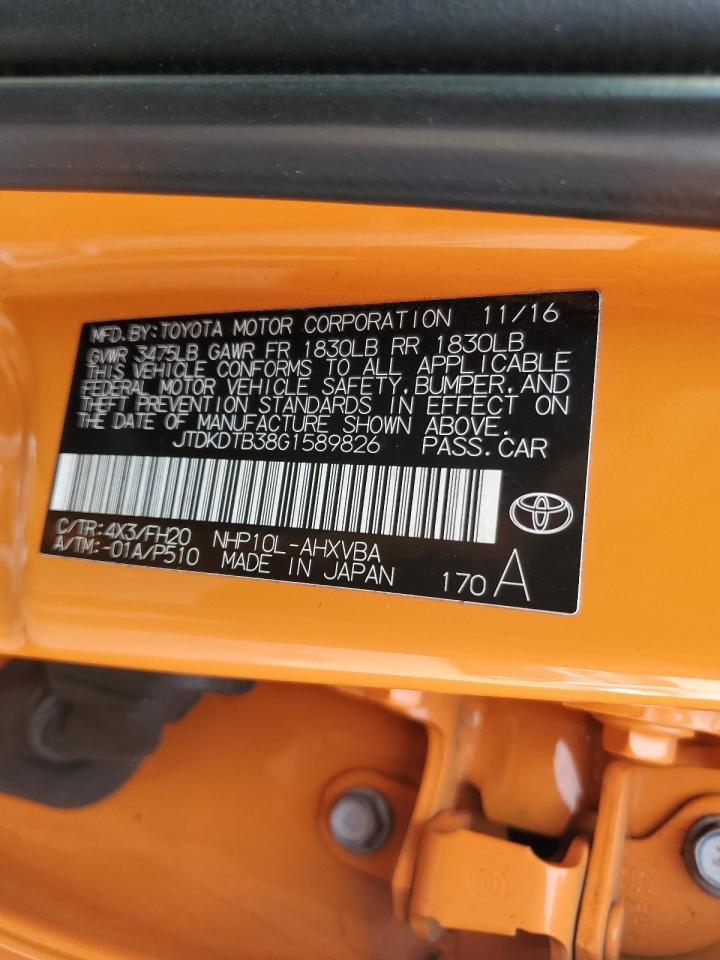 MFD.BY:TOYOTA MOTOR CORPORATION 11/16
GVWR 3475LB GAWR FR 1830LB RR 1830LB
THIS VEHICLE CONFORMS TO ALL APPLICABLE
FEDERAL MOTOR VEHICLE SAFETY,BUMPER,AND
THEFT PREVENTION STANDARDS IN EFFECT ON
THE DATE OF MANUFACTURE SHOWN ABOVE.
JTDKDTB38G1589826 PASS.CAR
C/TR:4X3/FH20 NHP10L-AHXVBA
A/TM:-01A/P510 MADE IN JAPAN 170 A